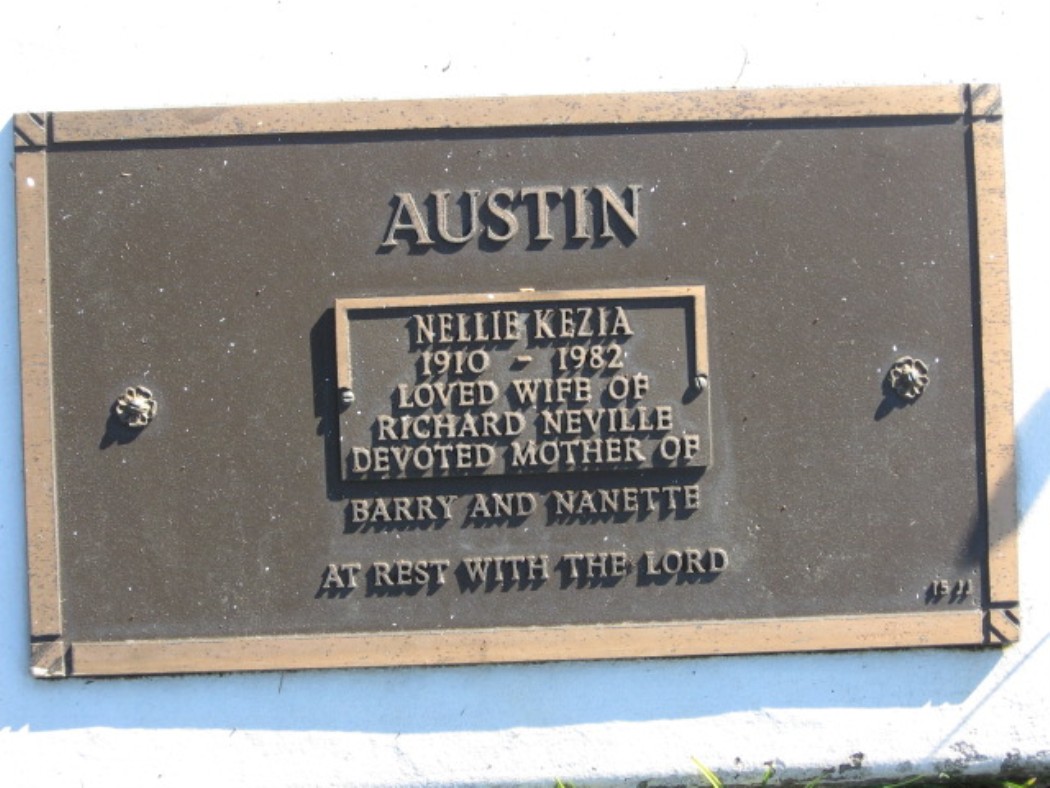 AUSTIN
NELLIE KEZIA
1910 - 1982
LOVED WIFE OF
RICHARD NEVILLE
DEVOTED MOTHER OF
BARRY AND NANETTE
AT REST WITH THE LORD